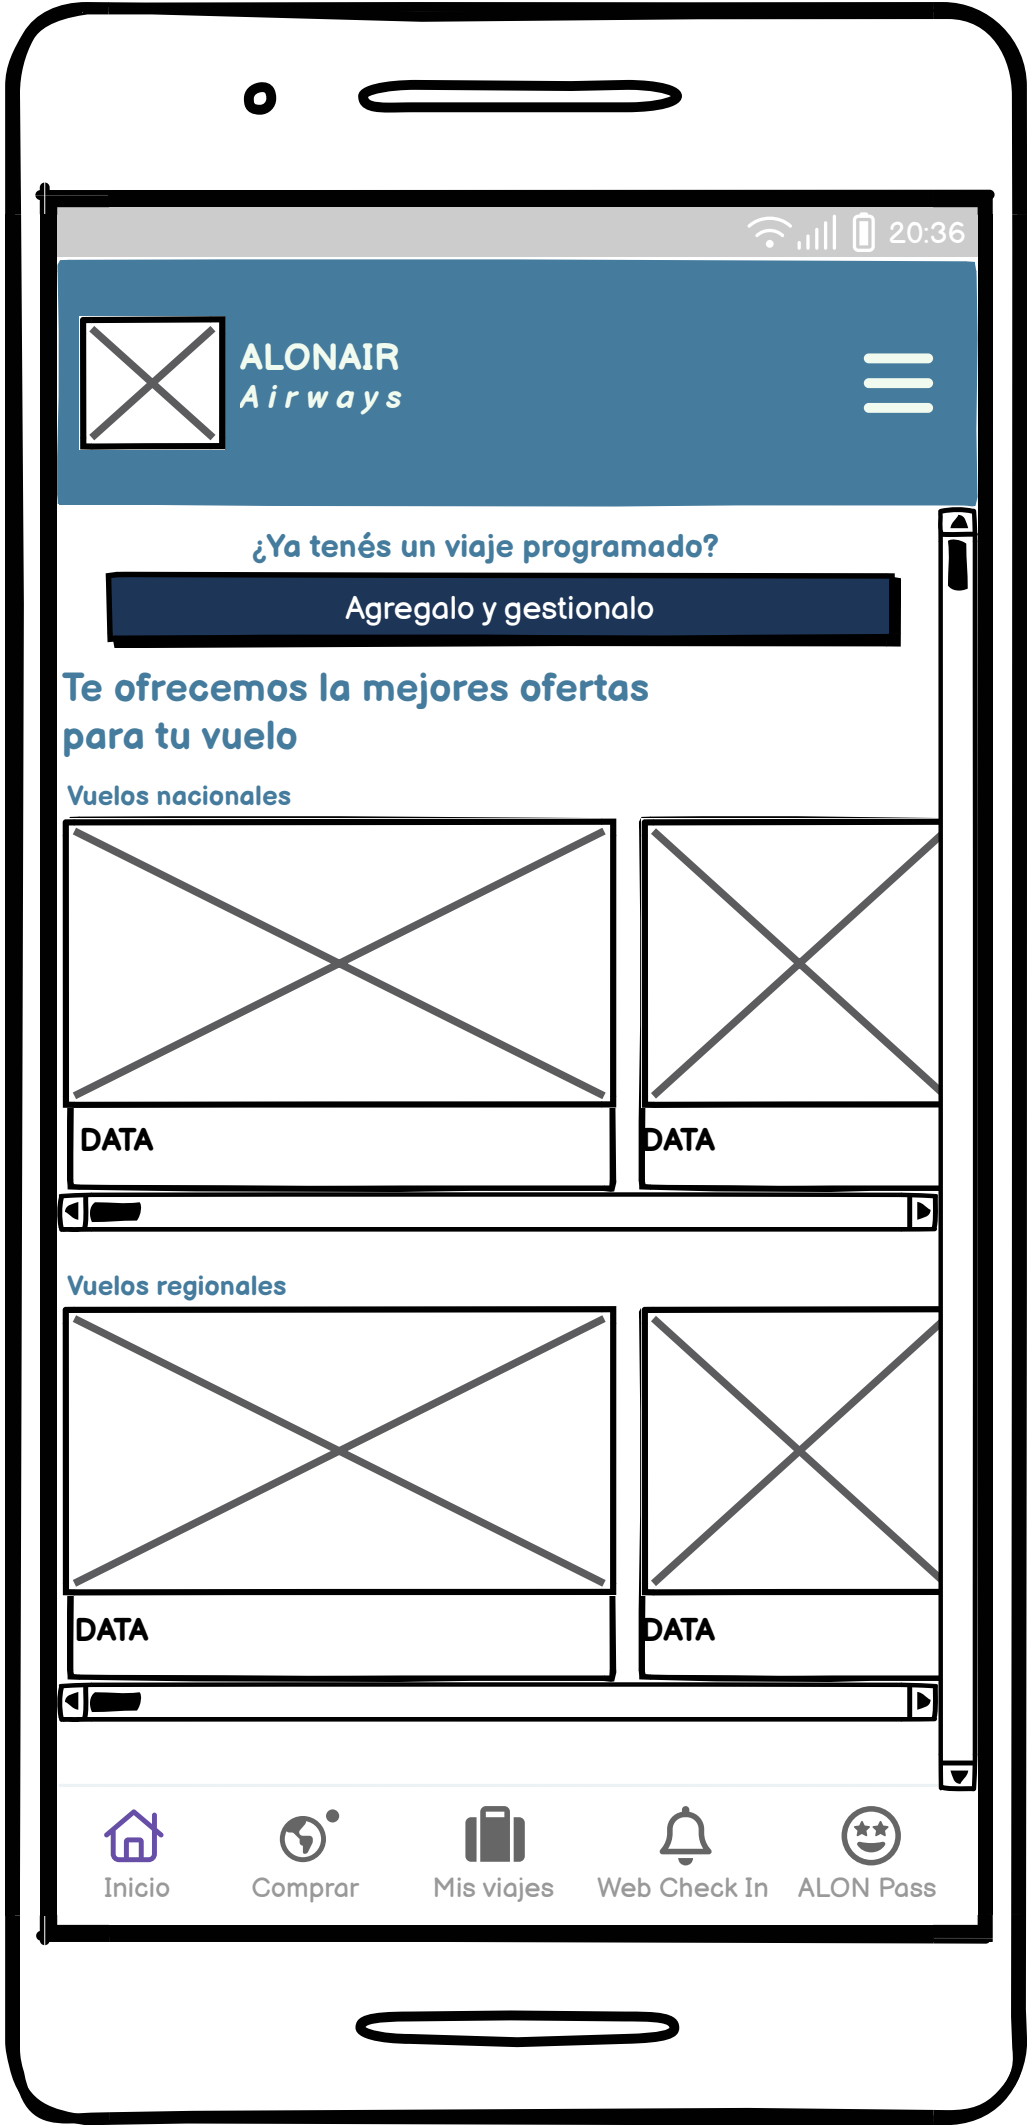 20:36
ALONAIR
Airways
¿Ya tenés un viaje programado?
Agregalo y gestionalo
Te ofrecemos la mejores ofertas
para tu vuelo
Vuelos nacionales
DATA DATA
Vuelos regionales
DATA DATA
Inicio Comprar Mis viajes Web Check In ALON Pass